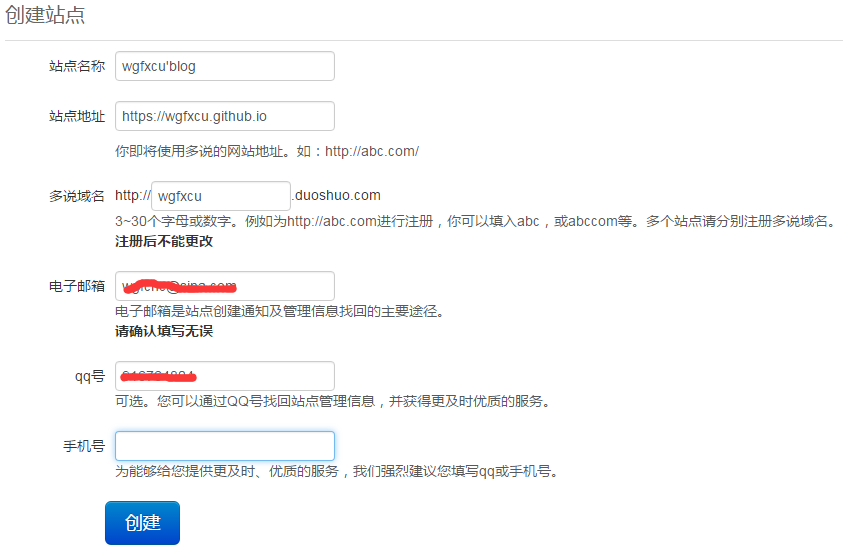 创建站点
站点名称 wgfxcu'blog
站点地址 https://wgfxcu.github.io
你即将使用多说的网站地址。如：http://abc.com/
多说域名 http:// wgfxcu .duoshuo.com
3~30个字母或数字。例如为http://abc.com进行注册，你可以填入abc，或abccom等。多个站点请分别注册多说域名。
注册后不能更改
电子邮箱
电子邮箱是站点创建通知及管理信息找回的主要途径。
请确认填写无误
qq号
可选。您可以通过QQ号找回站点管理信息，并获得更及时优质的服务。
手机号
为能够给您提供更及时、优质的服务，我们强烈建议您填写qq或手机号。
创建